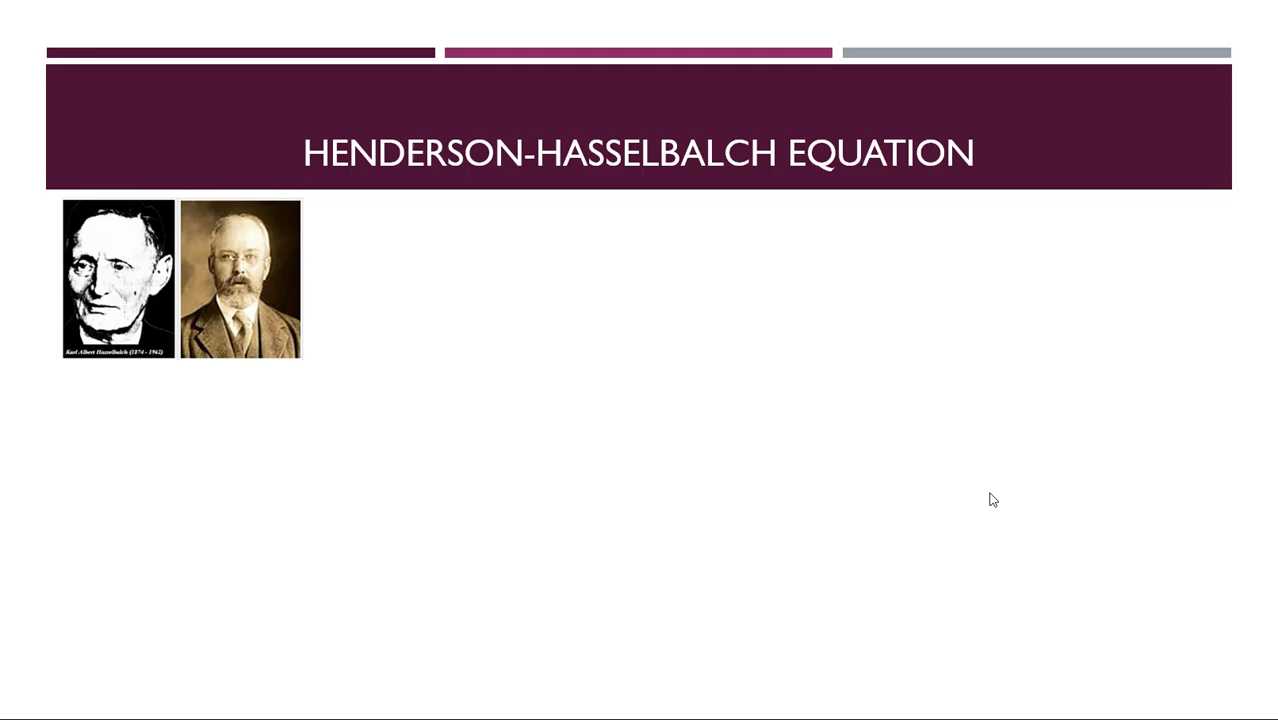 HENDERSON-HASSELBALCH EQUATION
Karl Albert Hasselbalch (1874 - 1962)